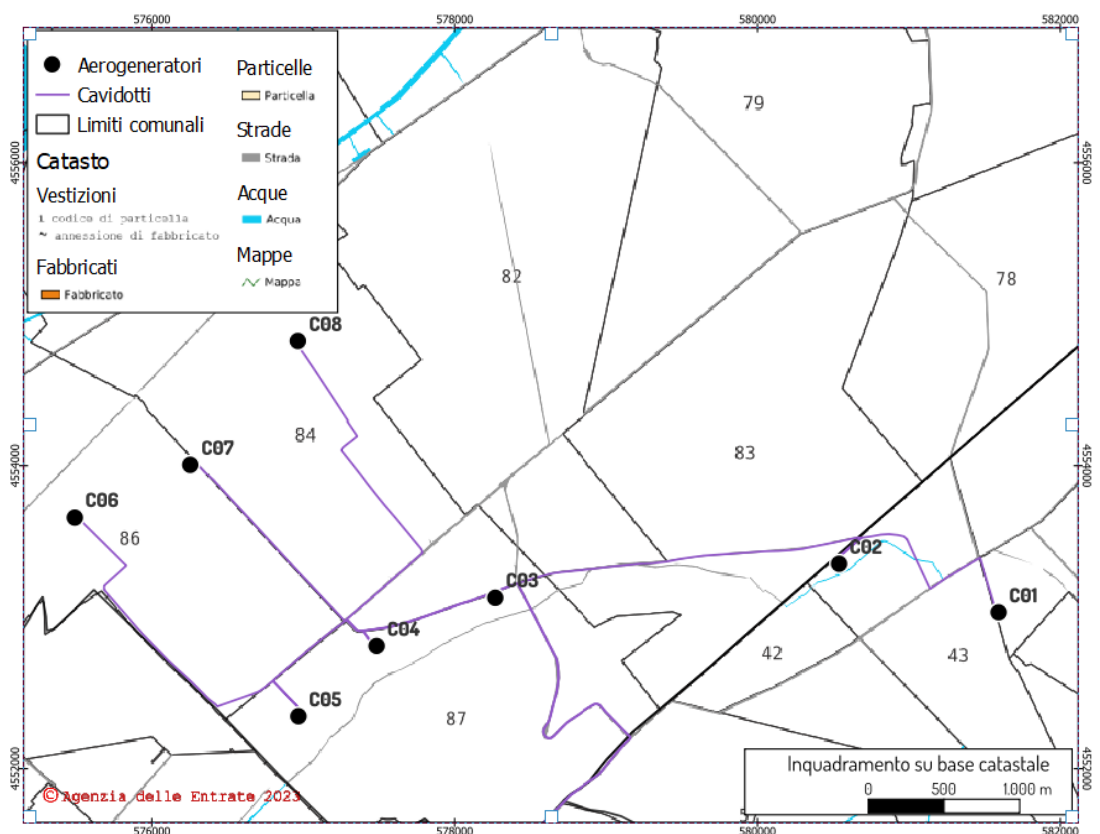 576000 578000 580000 582000
Aerogeneratori
Cavidotti
Limiti comunali
Catasto
Vestizioni
1 codice di particella
~ annessione di fabbricato
Fabbricati
Fabbricato
Particelle
Particella
Strade
Strada
Acque
Acqua
Mappe
Mappa
4556000
4556000
79
82
78
C08
84
83
C07
4554000
4554000
C06
86
C02
C03
C01
C04
42
43
C05
87
4552000
4552000
Inquadramento su base catastale
0 500 1000 m
© Agenzia delle Entrate 2023
576000 578000 580000 582000